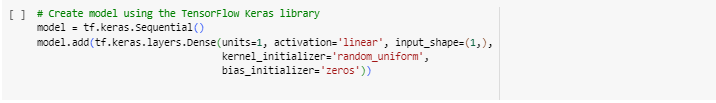 [ ] # Create model using the TensorFlow Keras library
model = tf.keras.Sequential()
model.add(tf.keras.layers.Dense(units=1, activation='linear', input_shape=(1,),
kernel_initializer='random_uniform',
bias_initializer='zeros'))